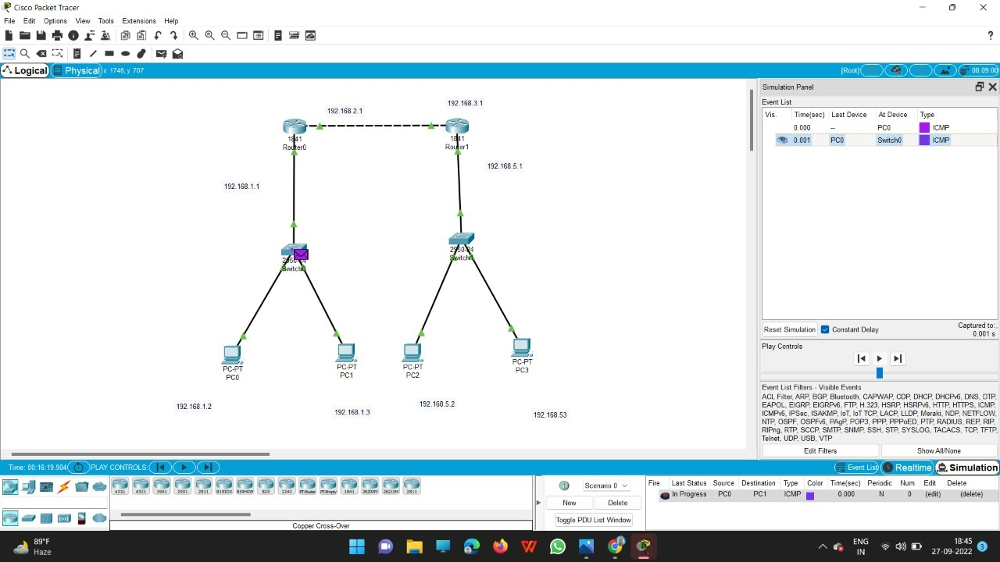 Cisco Packet Tracer
File Edit Options View Tools Extensions Help
?
Logical Physical x: 1746, y: 707 [Root] 08:09:00
192.168.2.1
192.168.3.1
1841
Router0
1841
Router1
192.168.5.1
192.168.1.1
Switch0
2950-24
PC-PT
PC0
PC-PT
PC1
PC-PT
PC2
PC-PT
PC3
192.168.1.2
192.168.1.3
192.168.5.2
192.168.53
Simulation Panel
Event List
Vis. Time(sec) Last Device At Device Type
0.000 -- PC0 ICMP
0.001 PC0 Switch0 ICMP
Reset Simulation Constant Delay Captured to:
0.001 s
Play Controls
Event List Filters - Visible Events
ACL Filter, ARP, BGP, Bluetooth, CAPWAP, CDP, DHCP, DHCPv6, DNS, DTP,
EAPOL, EIGRP, EIGRPv6, FTP, H.323, HSRP, HSRPv6, HTTP, HTTPS, ICMP,
ICMPv6, IPSec, ISAKMP, IoT, IoT TCP, LACP, LLDP, Meraki, NDP, NETFLOW,
NTP, OSPF, OSPFv6, PAgP, POP3, PPP, PPPoED, PTP, RADIUS, REP, RIP,
RIPng, RTP, SCCP, SMTP, SNMP, SSH, STP, SYSLOG, TACACS, TCP, TFTP,
Telnet, UDP, USB, VTP
Edit Filters Show All/None
Time: 00:16:19.904 PLAY CONTROLS: Event List Realtime Simulation
4331 4321 1941 2901 2911 819IOX 819HGW 829 1240 PT-Router PT-Empty 1841 2620XM 2621XM 2811
Copper Cross-Over
Scenario 0
New Delete
Toggle PDU List Window
Fire Last Status Source Destination Type Color Time(sec) Periodic Num Edit Delete
In Progress PC0 PC1 ICMP 0.000 N 0 (edit) (delete)
89°F
Haze
ENG
IN
18:45
27-09-2022
3